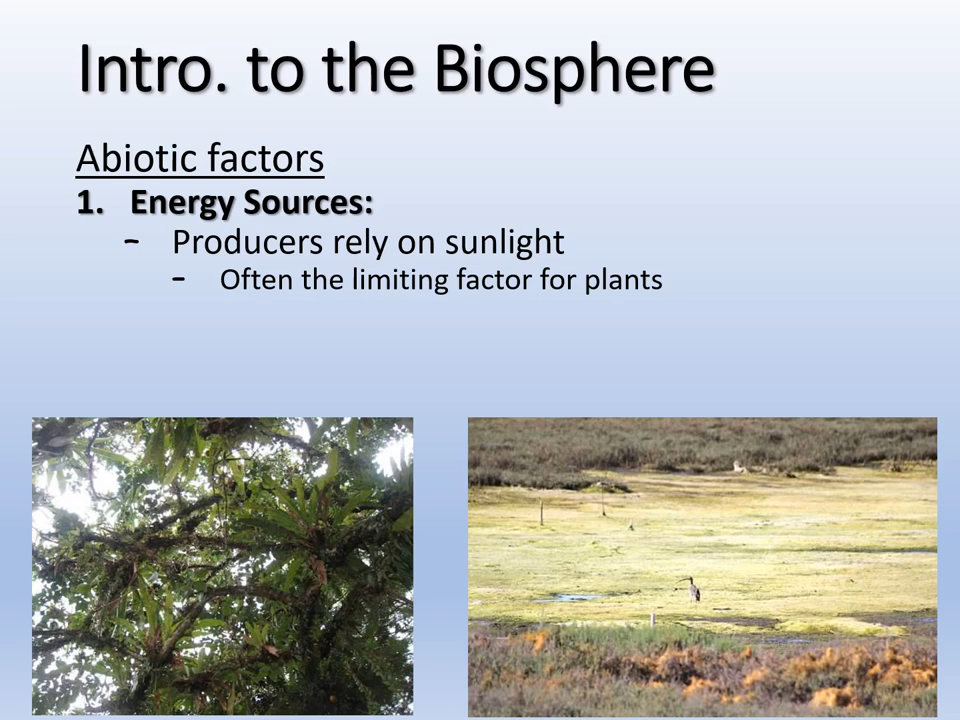 Intro. to the Biosphere
Abiotic factors
1. Energy Sources:
– Producers rely on sunlight
– Often the limiting factor for plants